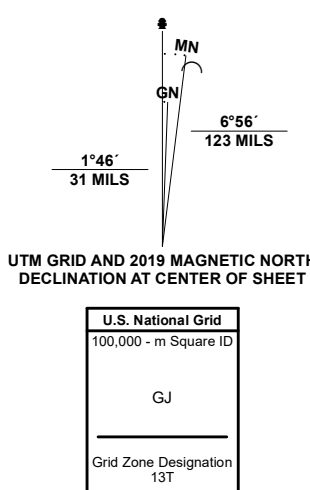 MN
GN
6°56´
123 MILS
1°46´
31 MILS
UTM GRID AND 2019 MAGNETIC NORTH
DECLINATION AT CENTER OF SHEET
U.S. National Grid
100,000 - m Square ID
GJ
Grid Zone Designation
13T